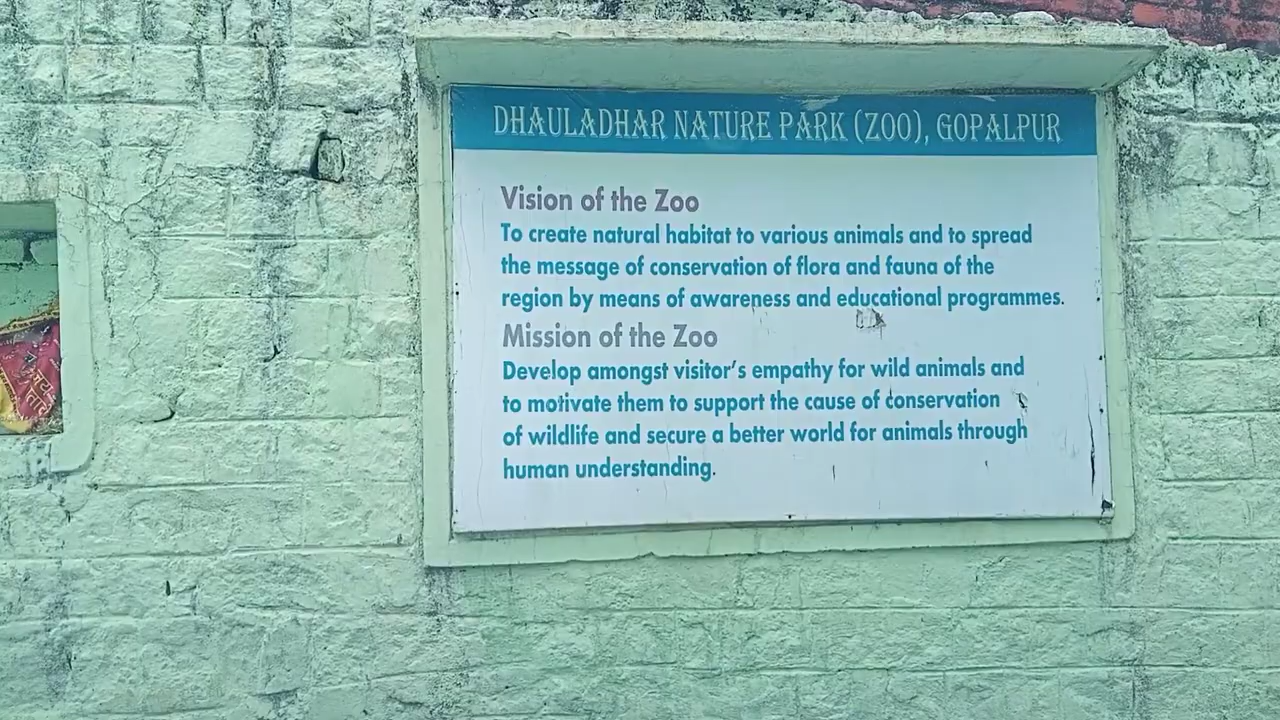 DHAULADHAR NATURE PARK (ZOO), GOPALPUR
Vision of the Zoo
To create natural habitat to various animals and to spread
the message of conservation of flora and fauna of the
region by means of awareness and educational programmes.
Mission of the Zoo
Develop amongst visitor's empathy for wild animals and
to motivate them to support the cause of conservation
of wildlife and secure a better world for animals through
human understanding.